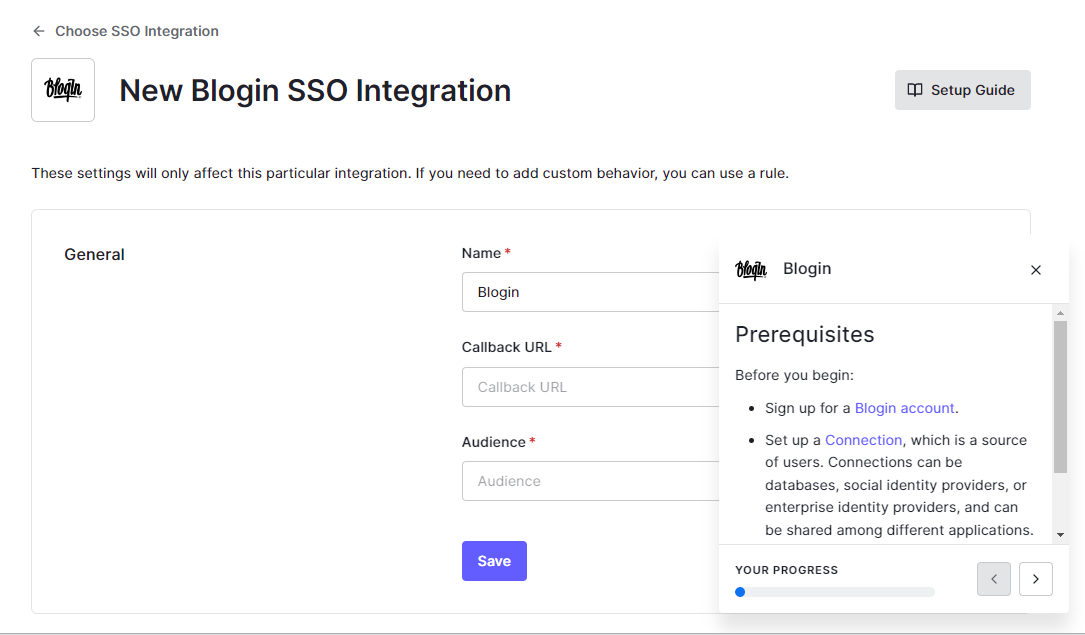 Choose SSO Integration
BlogIn
New Blogin SSO Integration
Setup Guide
These settings will only affect this particular integration. If you need to add custom behavior, you can use a rule.
General
Name *
Blogin
Callback URL *
Callback URL
Audience *
Audience
Save
BlogIn
Blogin
Prerequisites
Before you begin:
Sign up for a Blogin account.
Set up a Connection, which is a source
of users. Connections can be
databases, social identity providers, or
enterprise identity providers, and can
be shared among different applications.
YOUR PROGRESS